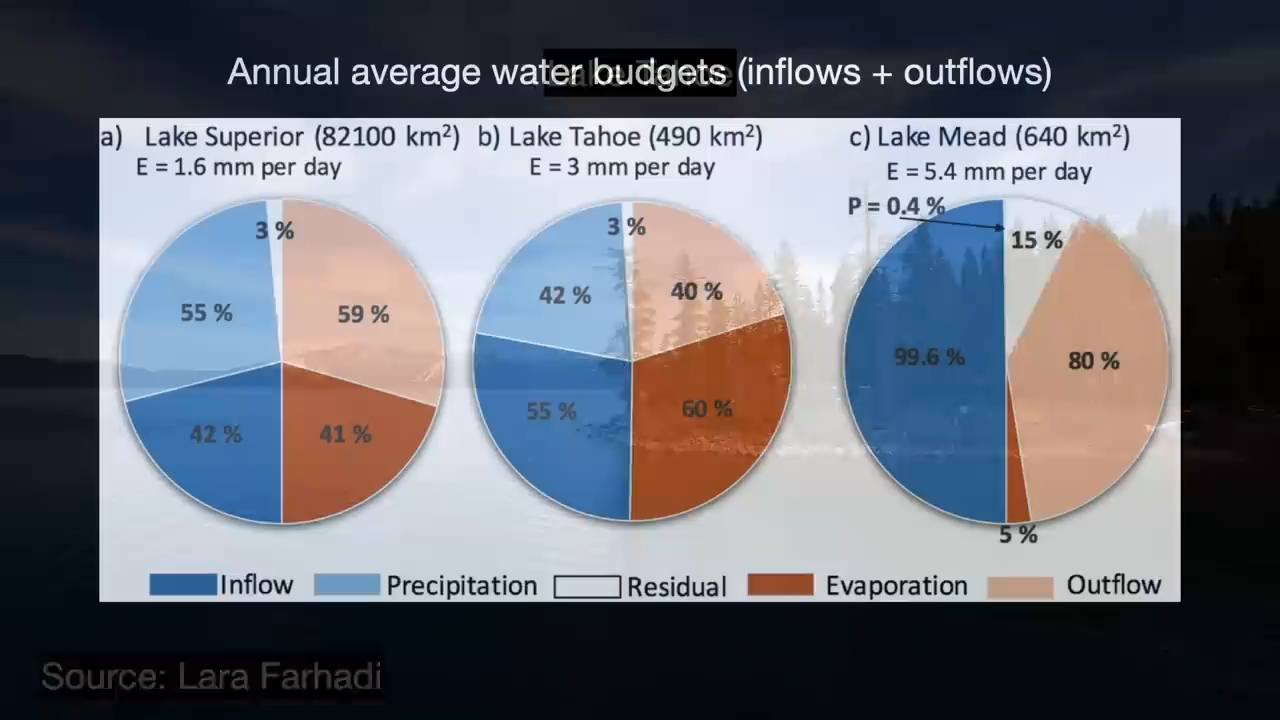 Annual average water budgets (inflows + outflows)
a) Lake Superior (82100 km²)
E = 1.6 mm per day
3 %
55 %
59 %
42 %
41 %
b) Lake Tahoe (490 km²)
E = 3 mm per day
3 %
42 %
40 %
55 %
60 %
c) Lake Mead (640 km²)
E = 5.4 mm per day
P = 0.4 %
15 %
99.6 %
80 %
5 %
Inflow Precipitation Residual Evaporation Outflow
Source: Lara Farhadi